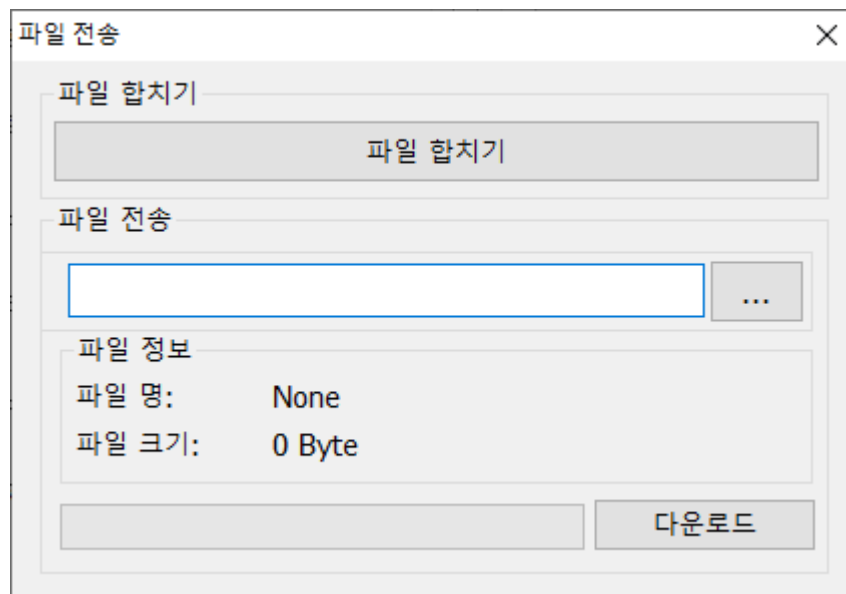 파일 전송
파일 합치기
파일 합치기
파일 전송
...
파일 정보
파일 명: None
파일 크기: 0 Byte
다운로드